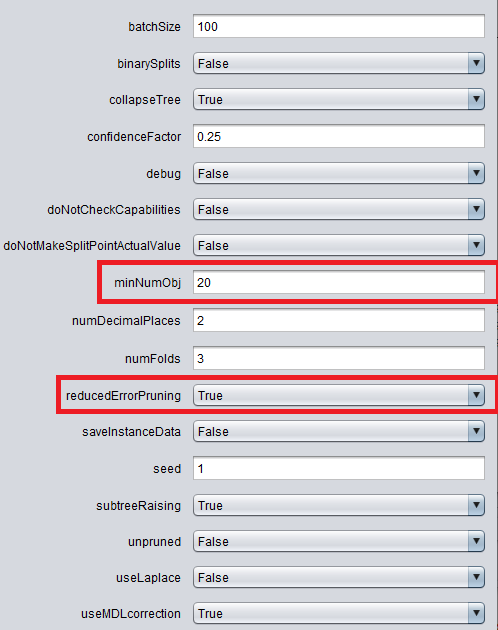 batchSize 100
binarySplits False
collapseTree True
confidenceFactor 0.25
debug False
doNotCheckCapabilities False
doNotMakeSplitPointActualValue False
minNumObj 20
numDecimalPlaces 2
numFolds 3
reducedErrorPruning True
saveInstanceData False
seed 1
subtreeRaising True
unpruned False
useLaplace False
useMDLcorrection True